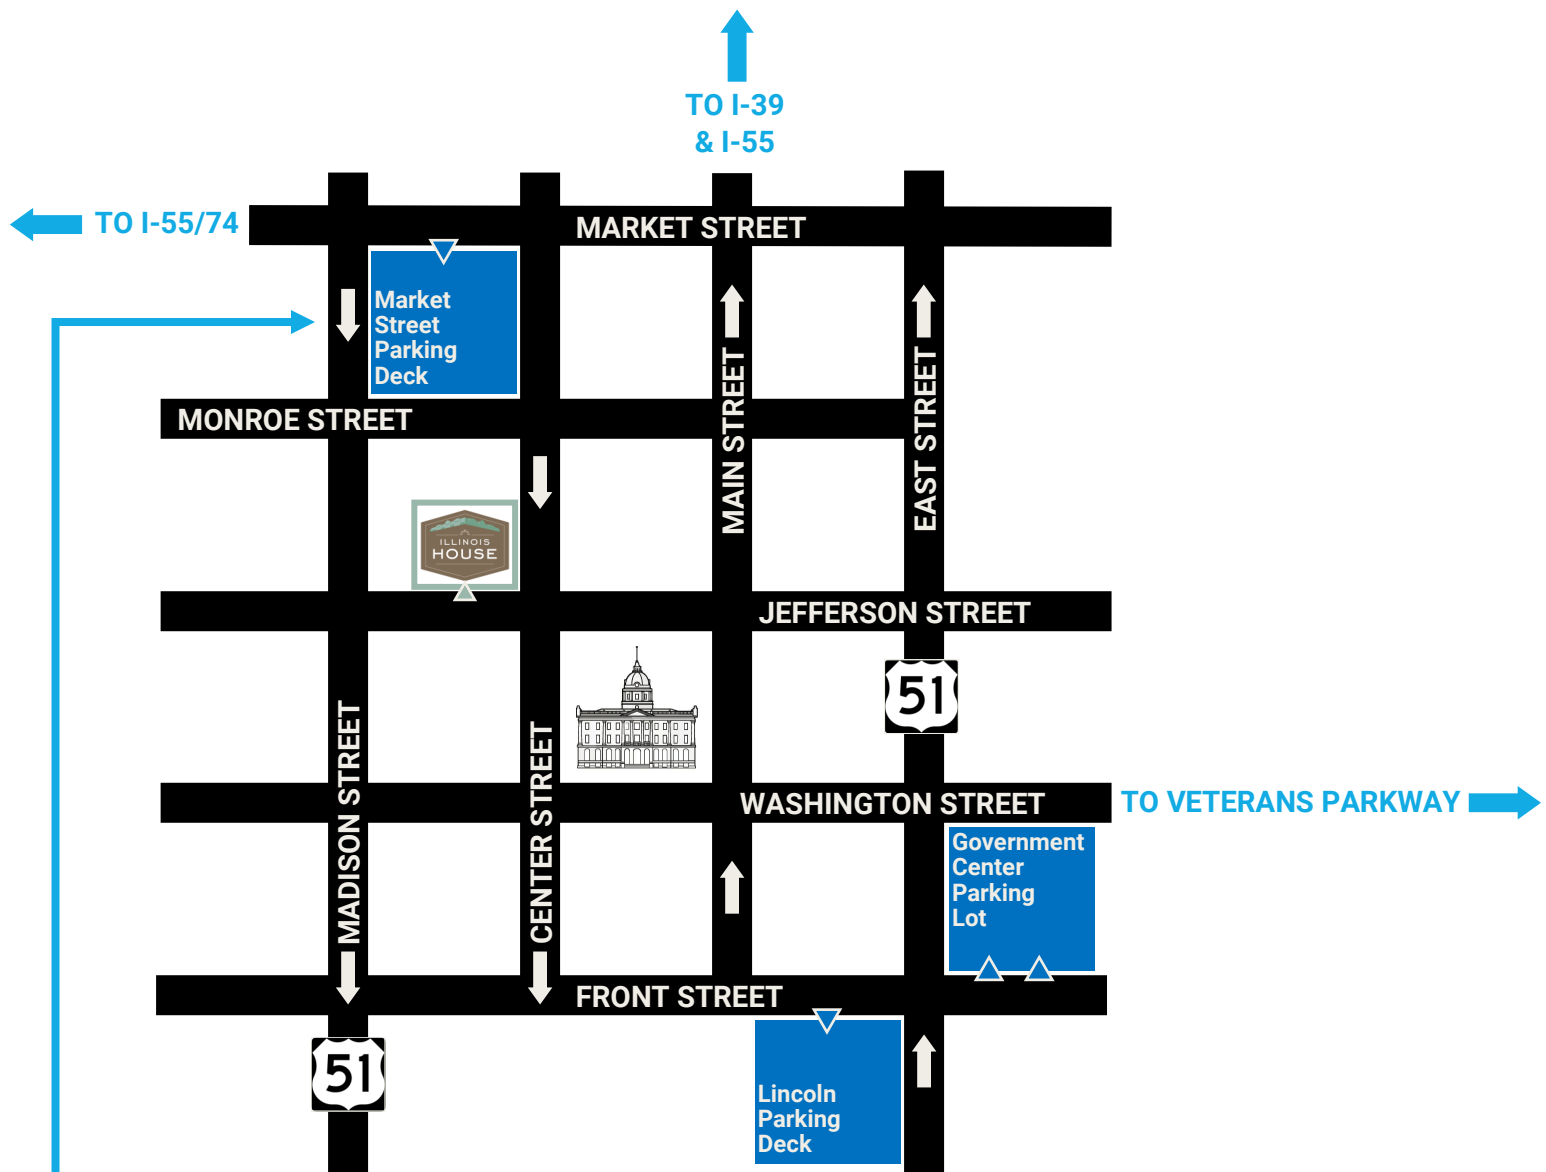 TO I-39
& I-55
TO I-55/74
MARKET STREET
Market
Street
Parking
Deck
MONROE STREET
MAIN STREET
EAST STREET
ILLINOIS
HOUSE
JEFFERSON STREET
51
MADISON STREET
CENTER STREET
WASHINGTON STREET
TO VETERANS PARKWAY
Government
Center
Parking
Lot
FRONT STREET
51
Lincoln
Parking
Deck